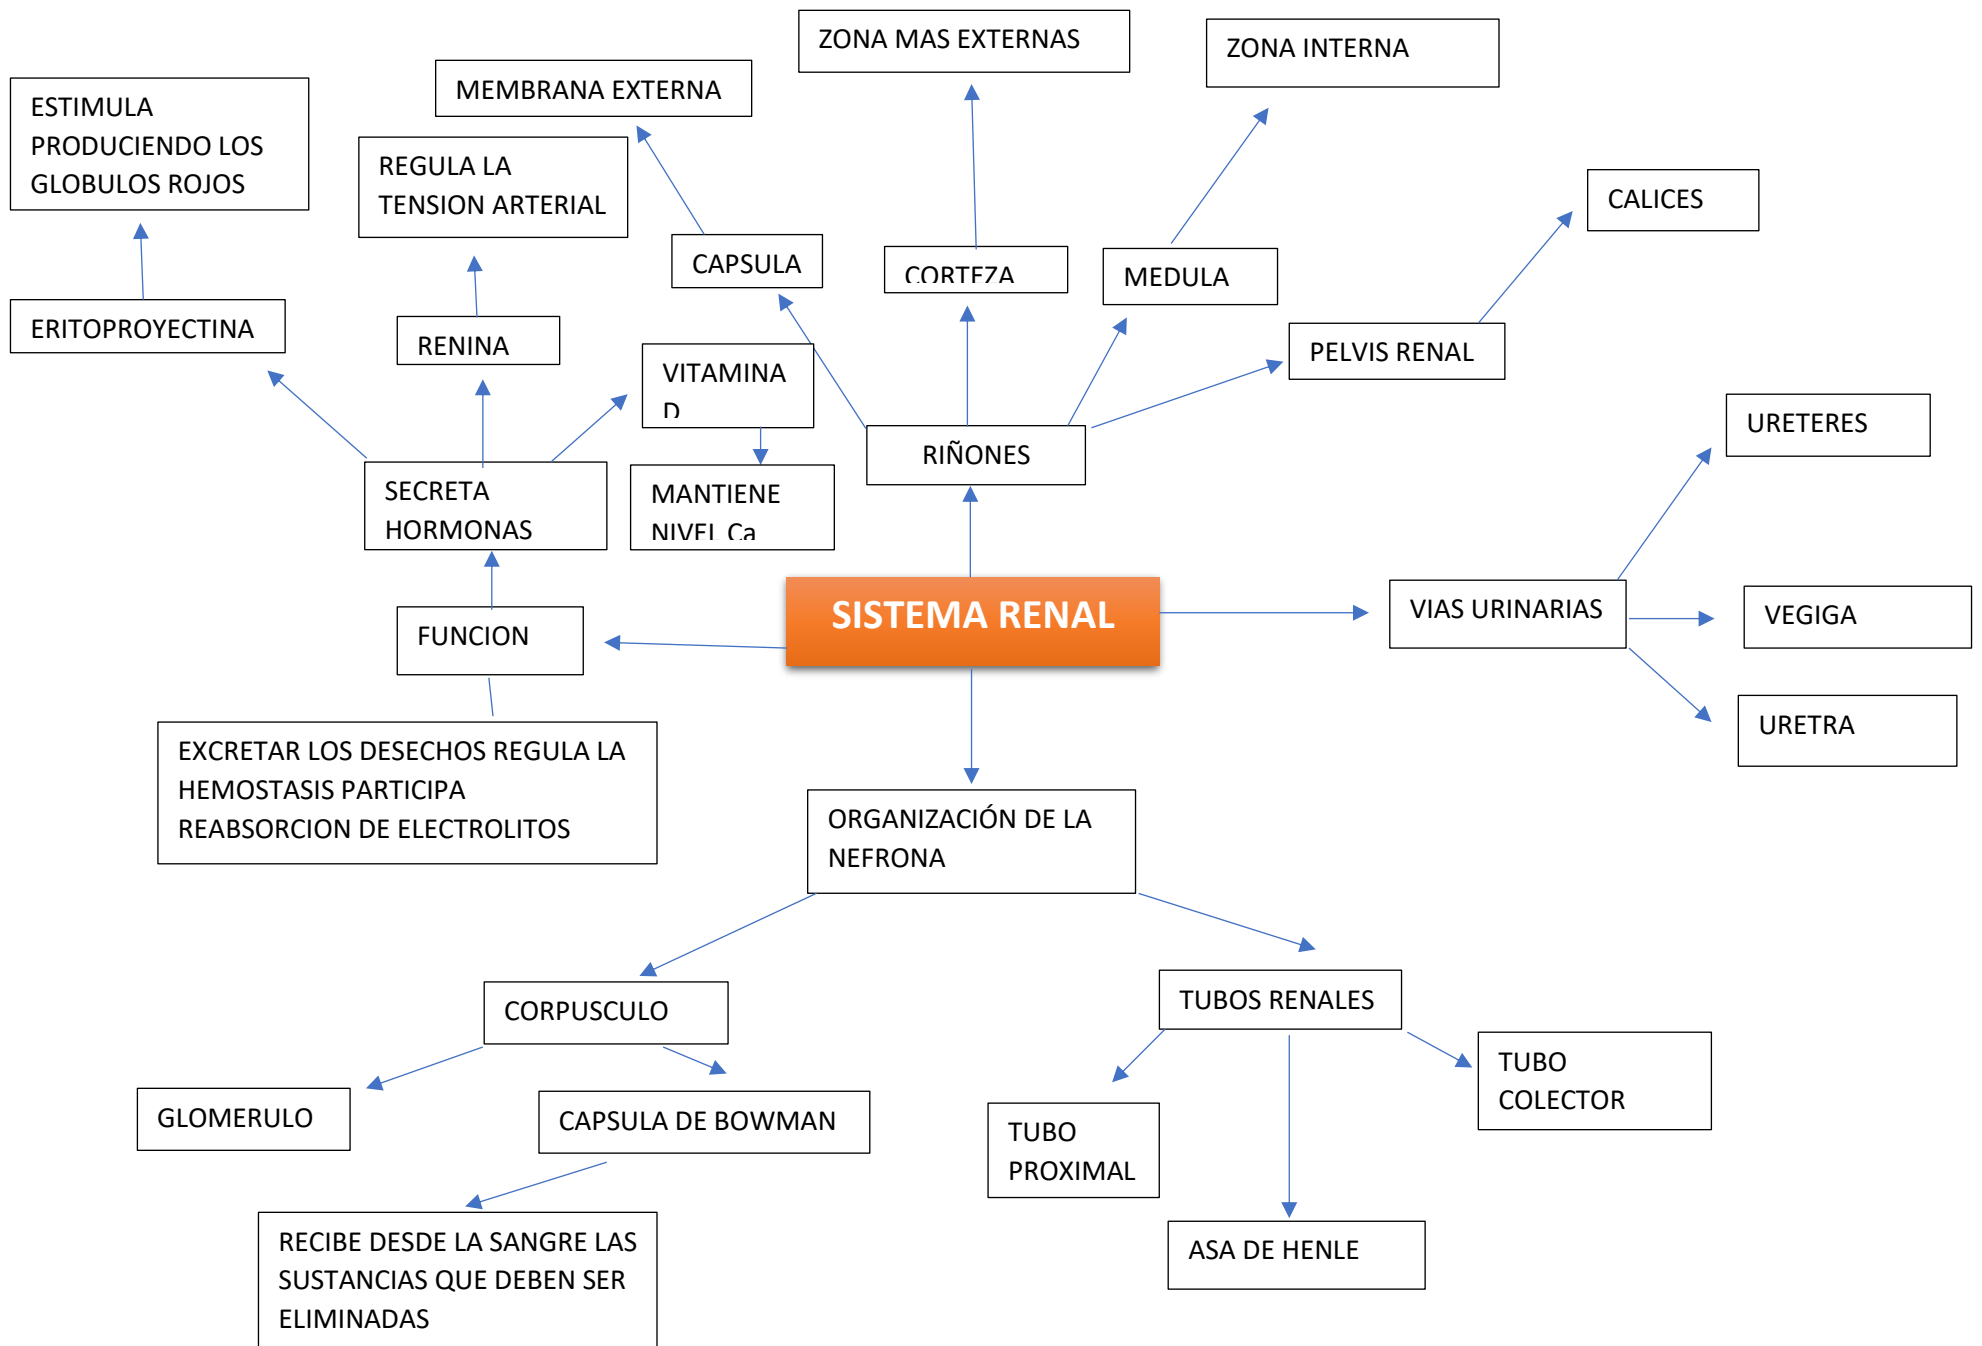 ZONA MAS EXTERNAS
ZONA INTERNA
MEMBRANA EXTERNA
ESTIMULA
PRODUCIENDO LOS
GLOBULOS ROJOS
REGULA LA
TENSION ARTERIAL
CALICES
CAPSULA
CORTEZA
MEDULA
ERITOPROYECTINA
RENINA
PELVIS RENAL
VITAMINA
D
URETERES
RIÑONES
SECRETA
HORMONAS
MANTIENE
NIVEL Ca
SISTEMA RENAL
VIAS URINARIAS
VEGIGA
FUNCION
URETRA
EXCRETAR LOS DESECHOS REGULA LA
HEMOSTASIS PARTICIPA
REABSORCION DE ELECTROLITOS
ORGANIZACIÓN DE LA
NEFRONA
CORPUSCULO
TUBOS RENALES
TUBO
COLECTOR
GLOMERULO
CAPSULA DE BOWMAN
TUBO
PROXIMAL
ASA DE HENLE
RECIBE DESDE LA SANGRE LAS
SUSTANCIAS QUE DEBEN SER
ELIMINADAS